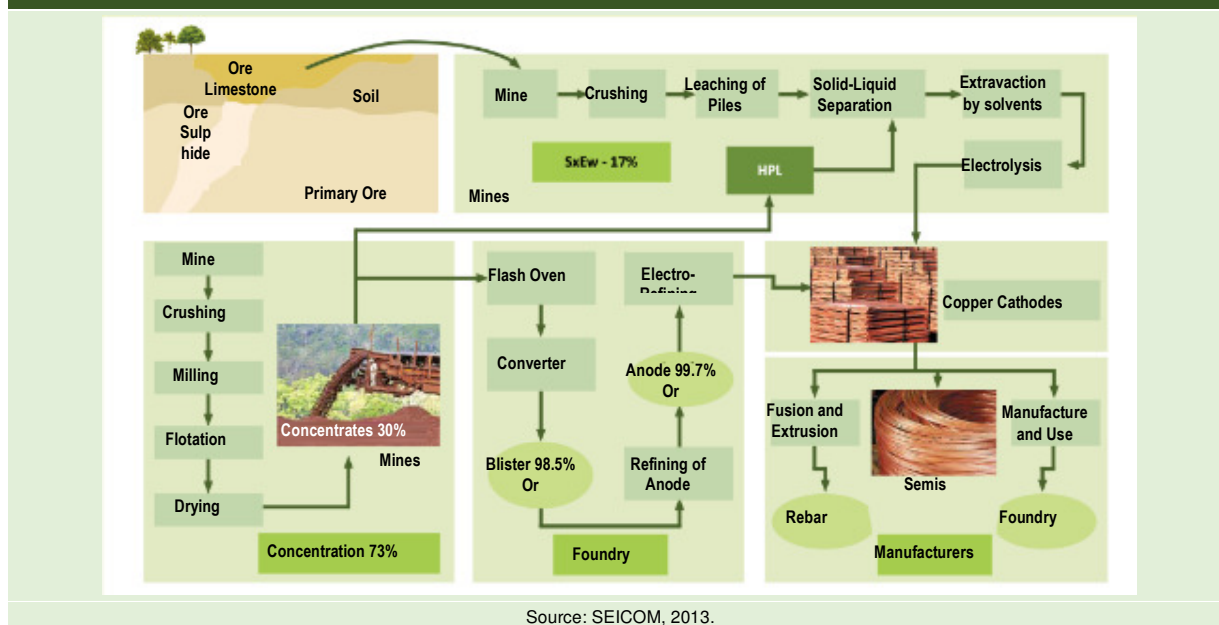 Ore
Limestone
Soil
Ore
Sulp
hide
Primary Ore
Mine
Crushing
Leaching of
Piles
Solid-Liquid
Separation
Extravaction
by solvents
SxEw - 17%
HPL
Electrolysis
Mines
Mine
Crushing
Milling
Flotation
Drying
Concentrates 30%
Mines
Concentration 73%
Flash Oven
Converter
Blister 98.5%
Or
Electro-
Refining
Anode 99.7%
Or
Refining of
Anode
Foundry
Copper Cathodes
Fusion and
Extrusion
Semis
Manufacture
and Use
Rebar
Foundry
Manufacturers
Source: SEICOM, 2013.